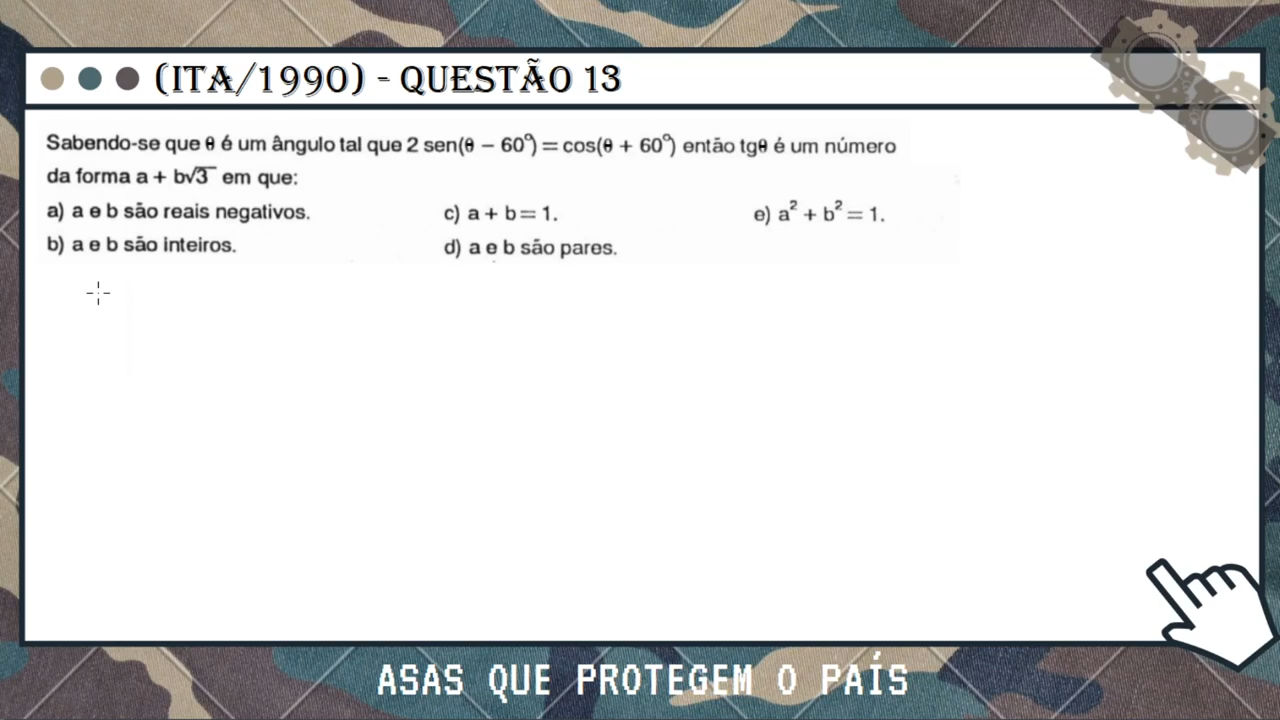 (ITA/1990) - QUESTÃO 13
Sabendo-se que θ é um ângulo tal que 2 sen(θ − 60°) = cos(θ + 60°) então tgθ é um número
da forma a + b√3 em que:
a) a e b são reais negativos.
c) a + b = 1.
e) a² + b² = 1.
b) a e b são inteiros.
d) a e b são pares.
ASAS QUE PROTEGEM O PAÍS